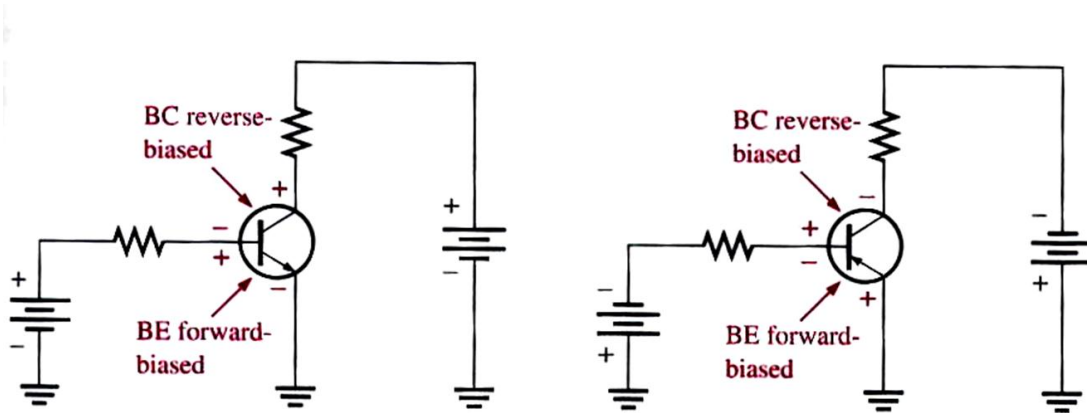 BC reverse-
biased
+
-
+
-
+
-
+
-
BE forward-
biased
BC reverse-
biased
-
+
-
+
-
+
-
+
BE forward-
biased